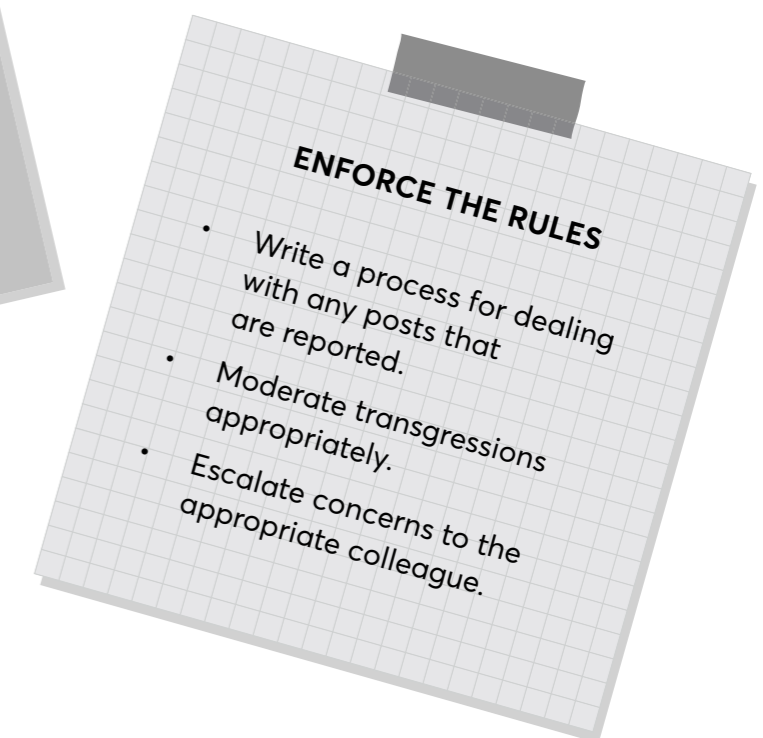 ENFORCE THE RULES
• Write a process for dealing
with any posts that
are reported.
• Moderate transgressions
appropriately.
• Escalate concerns to the
appropriate colleague.